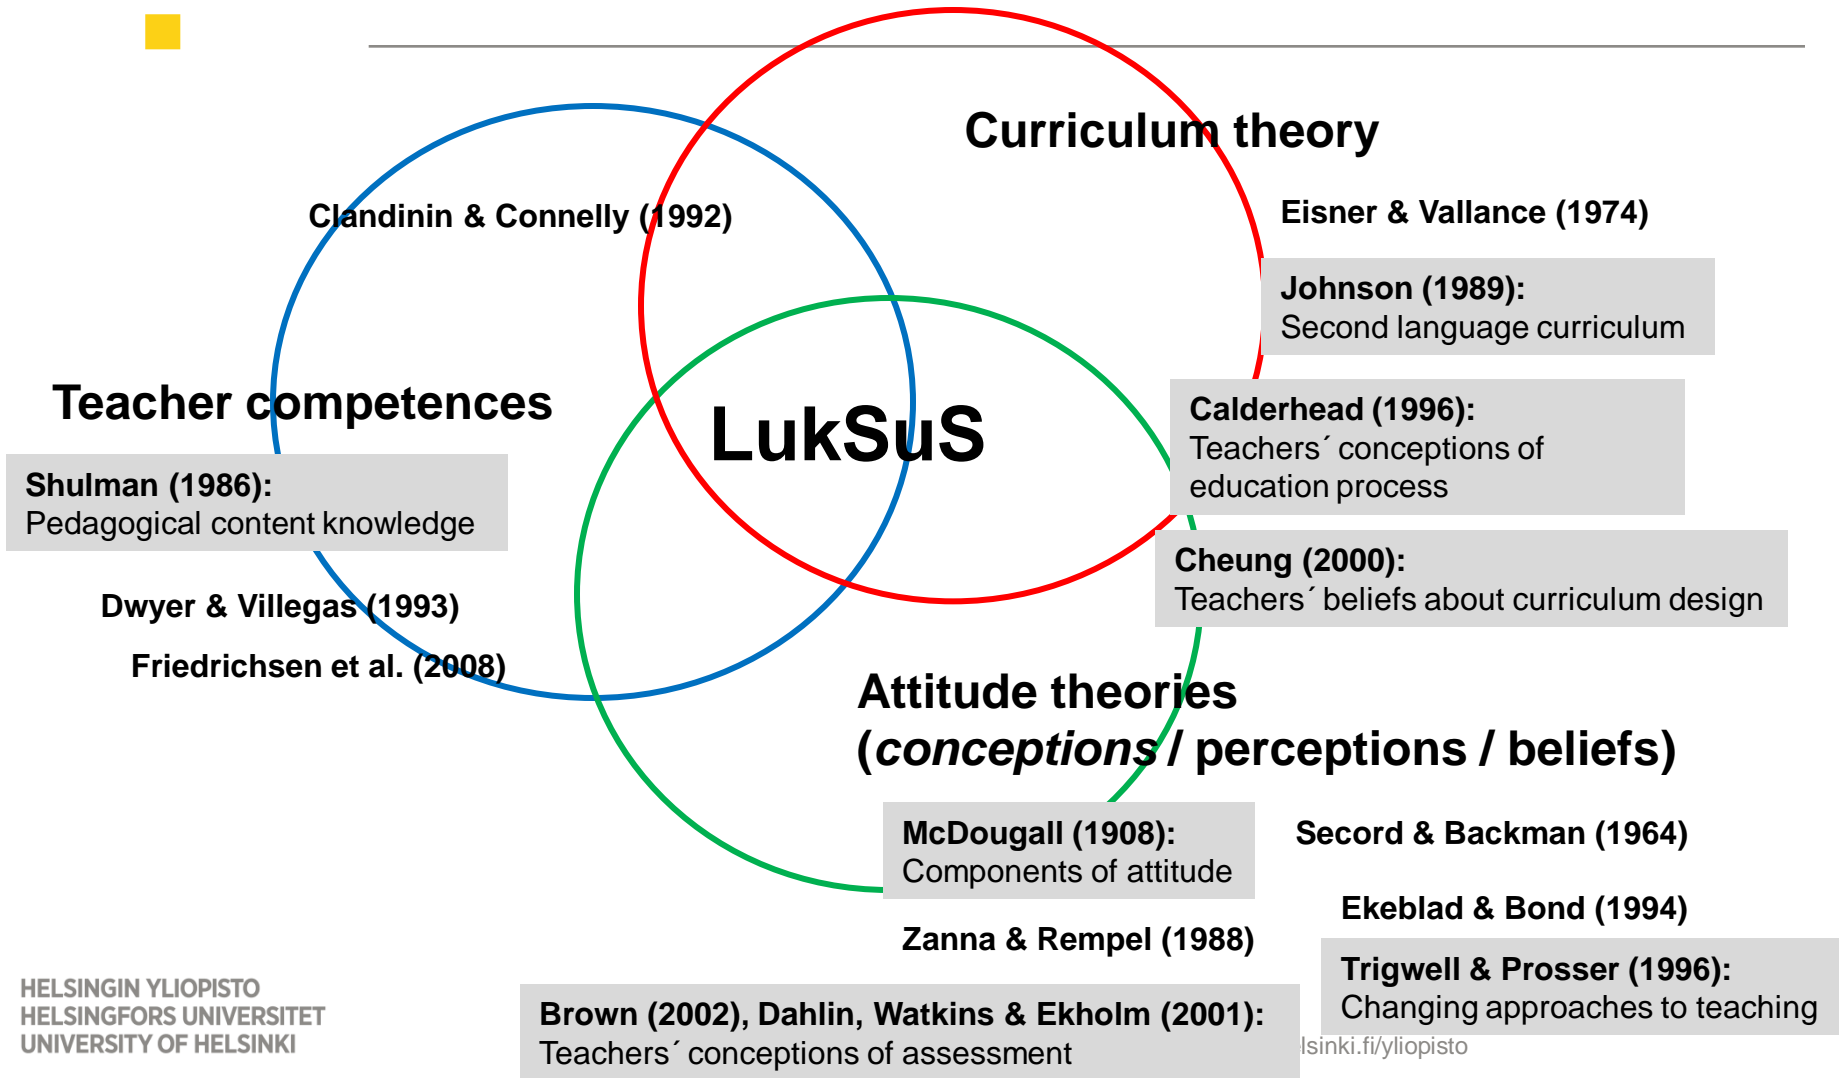 Curriculum theory
Clandinin & Connelly (1992)
Eisner & Vallance (1974)
Johnson (1989):
Second language curriculum
Teacher competences
LukSuS
Calderhead (1996):
Teachers´ conceptions of
education process
Shulman (1986):
Pedagogical content knowledge
Cheung (2000):
Teachers´ beliefs about curriculum design
Dwyer & Villegas (1993)
Friedrichsen et al. (2008)
Attitude theories
(conceptions / perceptions / beliefs)
McDougall (1908):
Components of attitude
Secord & Backman (1964)
Ekeblad & Bond (1994)
Zanna & Rempel (1988)
Trigwell & Prosser (1996):
Changing approaches to teaching
Brown (2002), Dahlin, Watkins & Ekholm (2001):
Teachers´ conceptions of assessment
HELSINGIN YLIOPISTO
HELSINGFORS UNIVERSITET
UNIVERSITY OF HELSINKI
lsinki.fi/yliopisto